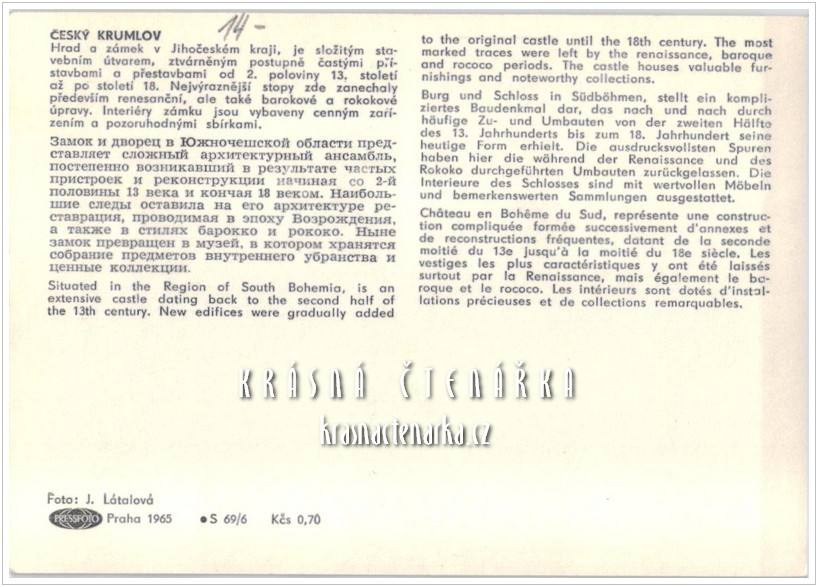 14-
ČESKÝ KRUMLOV
Hrad a zámek v Jihočeském kraji, je složitým sta-
vebním útvarem, ztvárněným postupně častými pří-
stavbami a přestavbami od 2. poloviny 13. století
až po století 18. Nejvýraznější stopy zde zanechaly
především renesanční, ale také barokové a rokokové
úpravy. Interiéry zámku jsou vybaveny cenným zaří-
zením a pozoruhodnými sbírkami.
Замок и дворец в Южночешской области пред-
ставляет сложный архитектурный ансамбль,
постепенно возникавший в результате частых
пристроек и реконструкции начиная со 2-й
половины 13 века и кончая 18 веком. Наиболь-
шие следы оставила на его архитектуре ре-
ставрация, проводимая в эпоху Возрождения,
а также в стилях барокко и рококо. Ныне
замок превращен в музей, в котором хранятся
собрание предметов внутреннего убранства и
ценные коллекции.
Situated in the Region of South Bohemia, is an
extensive castle dating back to the second half of
the 13th century. New edifices were gradually added
to the original castle until the 18th century. The most
marked traces were left by the renaissance, baroque
and rococo periods. The castle houses valuable fur-
nishings and noteworthy collections.
Burg und Schloss in Südböhmen, stellt ein kompli-
ziertes Baudenkmal dar, das nach und nach durch
häufige Zu- und Umbauten von der zweiten Hälfte
des 13. Jahrhunderts bis zum 18. Jahrhundert seine
heutige Form erhielt. Die ausdrucksvollsten Spuren
haben hier die während der Renaissance und des
Rokoko durchgeführten Umbauten zurückgelassen. Die
Interieure des Schlosses sind mit wertvollen Möbeln
und bemerkenswerten Sammlungen ausgestattet.
Château en Bohême du Sud, représente une construc-
tion compliquée formée successivement d'annexes et
de reconstructions fréquentes, datant de la seconde
moitié du 13e jusqu'à la moitié du 18e siècle. Les
vestiges les plus caractéristiques y ont été laissés
surtout par la Renaissance, mais également le ba-
roque et le rococo. Les intérieurs sont dotés d'instal-
lations précieuses et de collections remarquables.
KRÁSNÁ ČTENÁŘKA
krasnactenarka.cz
Foto: J. Látalová
PRESSFOTO Praha 1965 ● S 69/6 Kčs 0,70